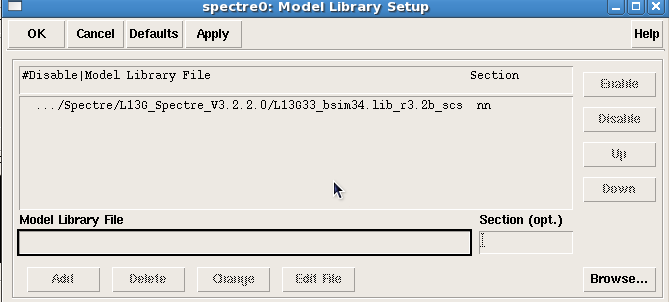 spectre0: Model Library Setup
OK Cancel Defaults Apply Help
#Disable|Model Library File Section
.../Spectre/L13G_Spectre_V3.2.2.0/L13G33_bsim34.lib_r3.2b_scs nn
Enable
Disable
Up
Down
Model Library File Section (opt.)
Add Delete Change Edit File Browse...